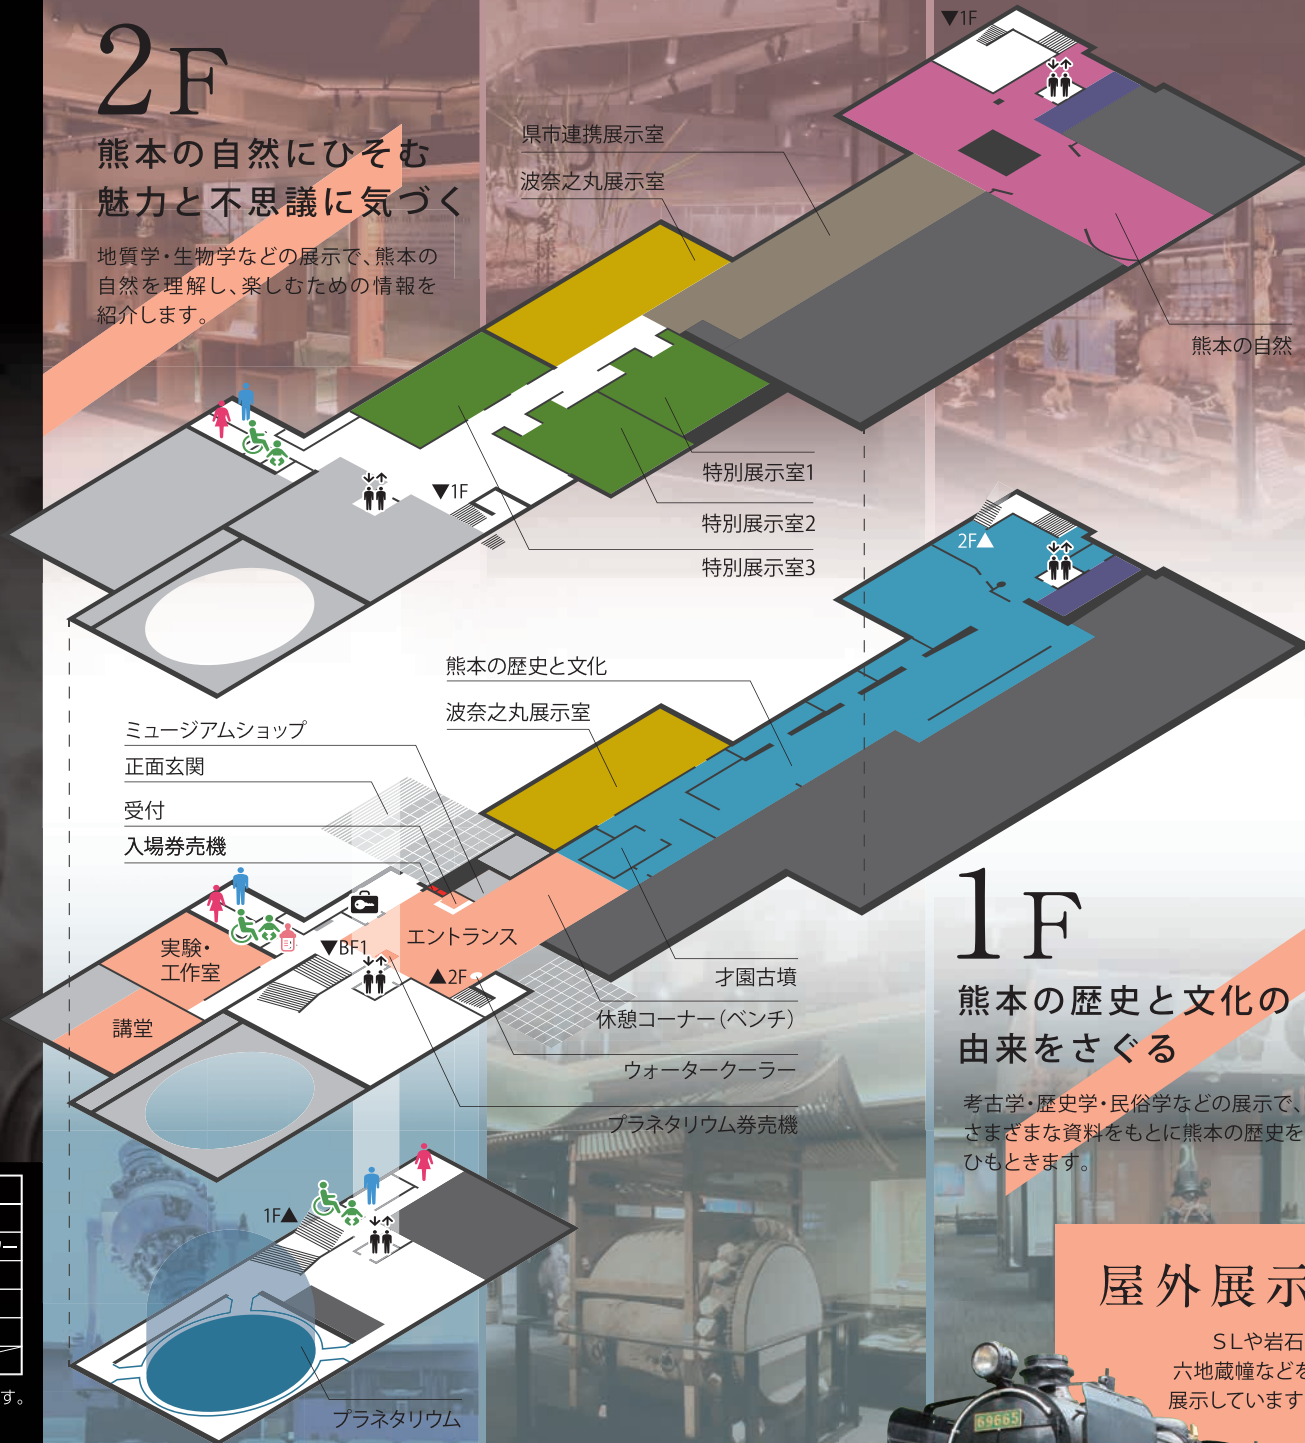 2F
熊本の自然にひそむ
魅力と不思議に気づく
地質学・生物学などの展示で、熊本の
自然を理解し、楽しむための情報を
紹介します。
▼1F
県市連携展示室
波奈之丸展示室
熊本の自然
▼1F
特別展示室1
特別展示室2
特別展示室3
2F▲
熊本の歴史と文化
波奈之丸展示室
ミュージアムショップ
正面玄関
受付
入場券売機
実験・
工作室
講堂
▼BF1
エントランス
▲2F
才園古墳
休憩コーナー(ベンチ)
ウォータークーラー
プラネタリウム券売機
1F
熊本の歴史と文化の
由来をさぐる
考古学・歴史学・民俗学などの展示で、
さまざまな資料をもとに熊本の歴史を
ひもときます。
1F▲
プラネタリウム
屋外展示
SLや岩石
六地蔵幢などを
展示しています
69665
す。